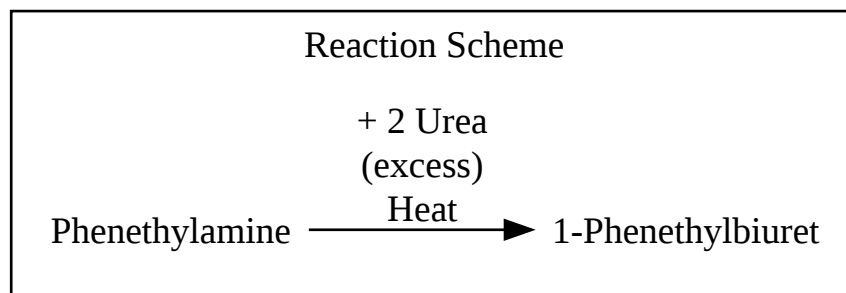 Reaction Scheme
+ 2 Urea
(excess)
Heat
Phenethylamine
1-Phenethylbiuret